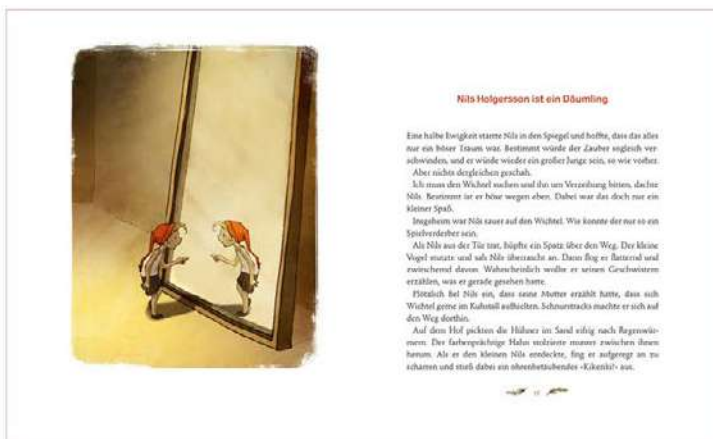 Nils Holgersson ist ein Däumling
Eine halbe Ewigkeit starrte Nils in den Spiegel und hoffte, dass das alles
nur ein böser Traum war. Bestimmt würde der Zauber sogleich ver-
schwinden, und er würde wieder ein großer Junge sein, so wie vorher.
Aber nichts dergleichen geschah.
Ich muss den Wichtel suchen und ihn um Verzeihung bitten, dachte
Nils. Bestimmt ist er böse wegen eben. Dabei war das doch nur ein
kleiner Spaß.
Insgeheim war Nils sauer auf den Wichtel. Wie konnte der nur so ein
Spielverderber sein.
Als Nils aus der Tür trat, hüpfte ein Spatz über den Weg. Der kleine
Vogel stutzte und sah Nils überrascht an. Dann flog er flatternd und
zwitschernd davon. Wahrscheinlich wollte er seinen Geschwistern
erzählen, was er gerade gesehen hatte.
Plötzlich fiel Nils ein, dass seine Mutter erzählt hatte, dass sich
Wichtel gerne im Kuhstall aufhielten. Schnurstracks machte er sich auf
den Weg dorthin.
Auf dem Hof pickten die Hühner im Sand eifrig nach Regenwür-
mern. Der farbenprächtige Hahn stolzierte munter zwischen ihnen
herum. Als er den kleinen Nils entdeckte, fing er aufgeregt an zu
scharren und stieß dabei ein ohrenbetäubendes «Kikeriki!» aus.